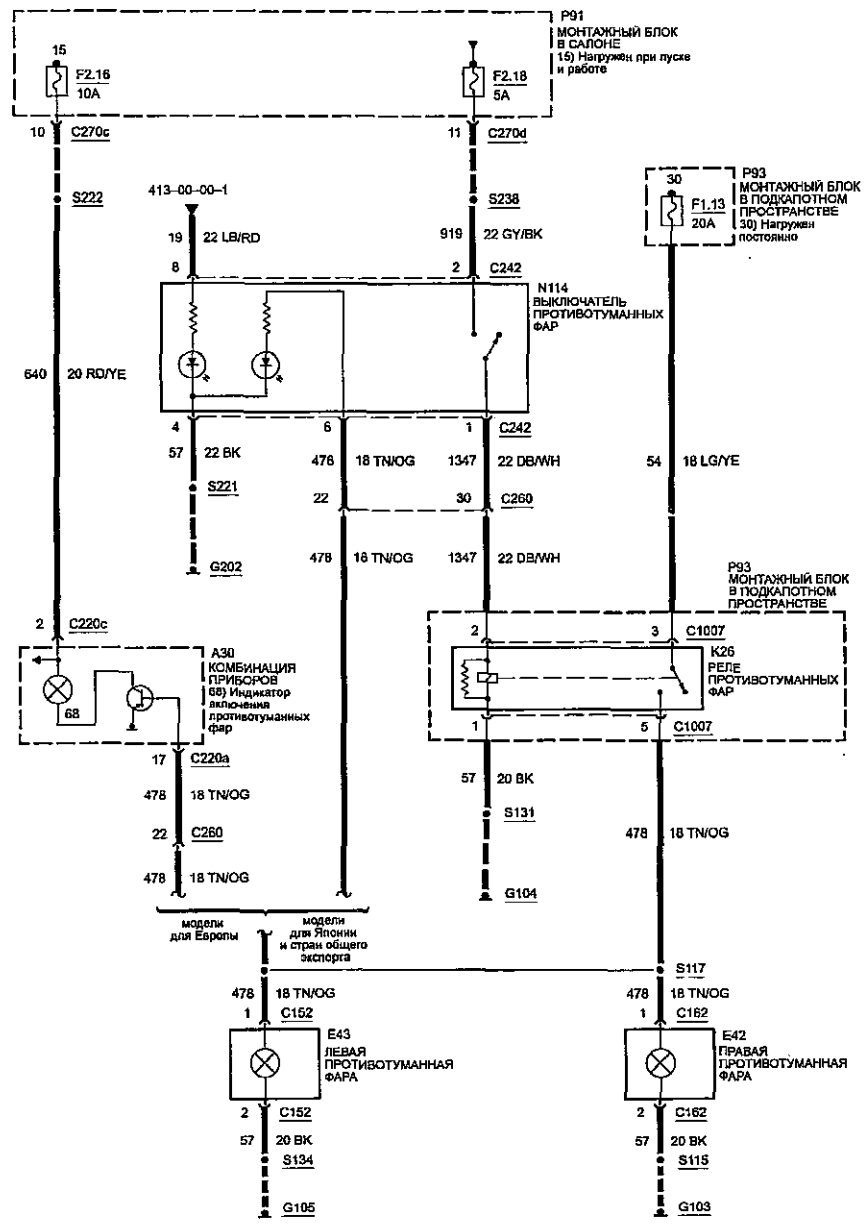 P91
МОНТАЖНЫЙ БЛОК
В САЛОНЕ
15) Нагружен при пуске
и работе
15
F2.16
10A
F2.18
5A
10 C270c
11 C270d
S222
413-00-00-1
S238
30
F1.13
20A
P93
МОНТАЖНЫЙ БЛОК
В ПОДКАПОТНОМ
ПРОСТРАНСТВЕ
30) Нагружен
постояино
19 22 LB/RD
919 22 GY/BK
8
2 C242
N114
ВЫКЛЮЧАТЕЛЬ
ПРОТИВОТУМАННЫХ
ФАР
640 20 RD/YE
4
6
1 C242
57 22 BK
476 18 TN/OG
1347 22 DB/WH
54 18 LG/YE
S221
22
30 C260
G202
478 18 TN/OG
1347 22 DB/WH
P93
МОНТАЖНЫЙ БЛОК
В ПОДКАПОТНОМ
ПРОСТРАНСТВЕ
2 C220c
2
3 C1007
A30
КОМБИНАЦИЯ
ПРИБОРОВ
68) Индикатор
включения
противотуманных
фар
68
K26
РЕЛЕ
ПРОТИВОТУМАННЫХ
ФАР
1
5 C1007
17 C220a
57 20 BK
478 18 TN/OG
S131
22 C260
478 18 TN/OG
478 18 TN/OG
G104
модели
для Европы
модели
для Японии
и стран общего
экспорта
S117
478 18 TN/OG
478 18 TN/OG
1 C152
1 C162
E43
ЛЕВАЯ
ПРОТИВОТУМАННАЯ
ФАРА
E42
ПРАВАЯ
ПРОТИВОТУМАННАЯ
ФАРА
2 C152
2 C162
57 20 BK
57 20 BK
S134
S115
G105
G103